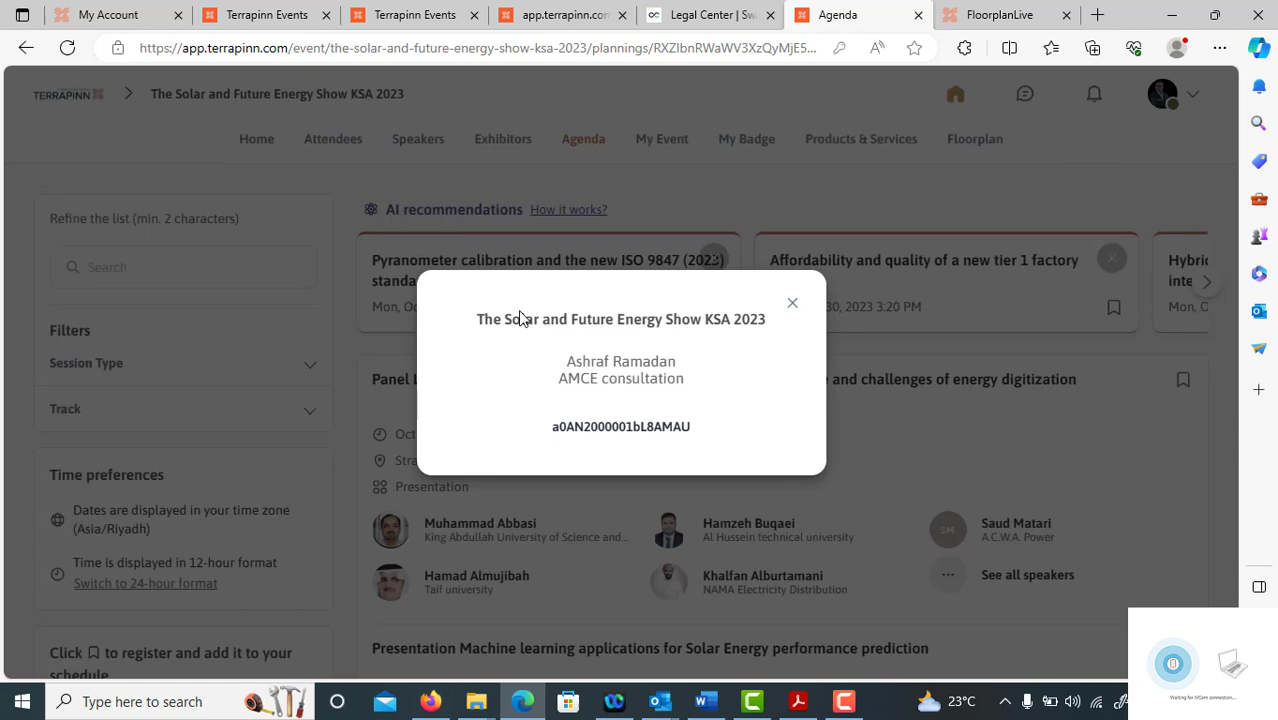 My Account
Terrapinn Events
Terrapinn Events
app.terrapinn.com
Legal Center | Sw
Agenda
FloorplanLive
https://app.terrapinn.com/event/the-solar-and-future-energy-show-ksa-2023/plannings/RXZlbnRWaWV3XzQyMjE5...
TERRAPINN
The Solar and Future Energy Show KSA 2023
Home
Attendees
Speakers
Exhibitors
Agenda
My Event
My Badge
Products & Services
Floorplan
Refine the list (min. 2 characters)
Search
Filters
Session Type
Track
Time preferences
Dates are displayed in your time zone
(Asia/Riyadh)
Time is displayed in 12-hour format
Switch to 24-hour format
Click to register and add it to your
schedule
AI recommendations
How it works?
Pyranometer calibration and the new ISO 9847 (2023)
standa
Mon, Oc
Affordability and quality of a new tier 1 factory
30, 2023 3:20 PM
Hybrid
inte
The Solar and Future Energy Show KSA 2023
Ashraf Ramadan
AMCE consultation
a0AN2000001bL8AMAU
Panel
e and challenges of energy digitization
Oct
Stra
Presentation
Muhammad Abbasi
King Abdullah University of Science and...
Hamzeh Buqaei
Al Hussein technical university
SM
Saud Matari
A.C.W.A. Power
Hamad Almujibah
Taif university
Khalfan Alburtamani
NAMA Electricity Distribution
See all speakers
Presentation Machine learning applications for Solar Energy performance prediction
Waiting for iVCam connection...
Type here to search
23°C